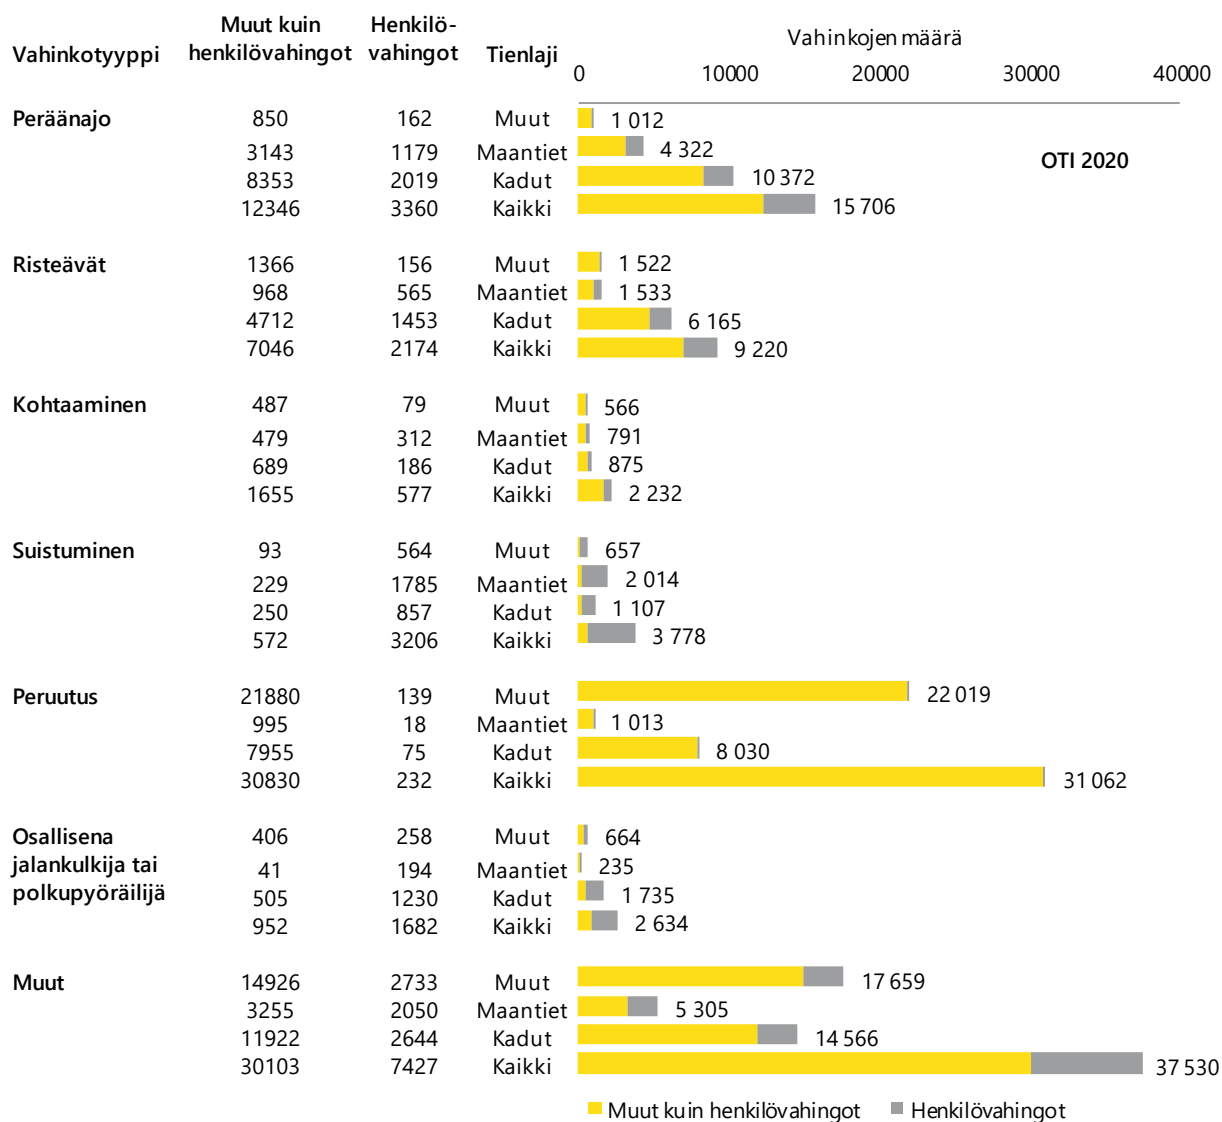 Vahinkotyyppi Muut kuin henkilövahingot Henkilö-vahingot Tienlaji Vahinkojen määrä
0 10000 20000 30000 40000
Peräänajo 850 162 Muut 1 012
3143 1179 Maantiet 4 322
OTI 2020
8353 2019 Kadut 10 372
12346 3360 Kaikki 15 706
Risteävät 1366 156 Muut 1 522
968 565 Maantiet 1 533
4712 1453 Kadut 6 165
7046 2174 Kaikki 9 220
Kohtaaminen 487 79 Muut 566
479 312 Maantiet 791
689 186 Kadut 875
1655 577 Kaikki 2 232
Suistuminen 93 564 Muut 657
229 1785 Maantiet 2 014
250 857 Kadut 1 107
572 3206 Kaikki 3 778
Peruutus 21880 139 Muut 22 019
995 18 Maantiet 1 013
7955 75 Kadut 8 030
30830 232 Kaikki 31 062
Osallisena 406 258 Muut 664
jalankulkija tai 41 194 Maantiet 235
polkupyöräilijä 505 1230 Kadut 1 735
952 1682 Kaikki 2 634
Muut 14926 2733 Muut 17 659
3255 2050 Maantiet 5 305
11922 2644 Kadut 14 566
30103 7427 Kaikki 37 530
Muut kuin henkilövahingot Henkilövahingot